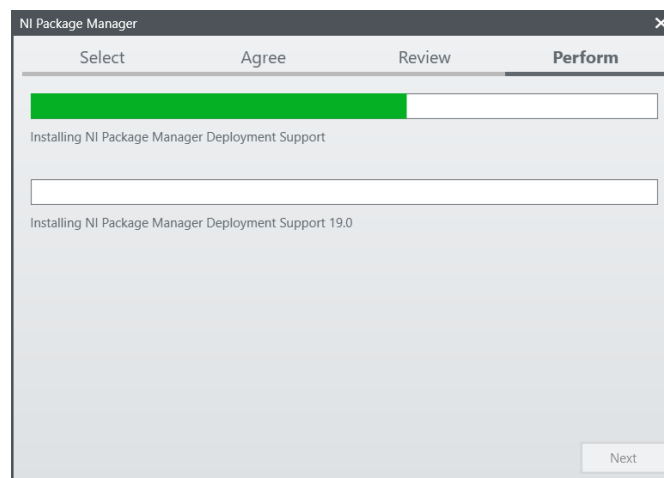 NI Package Manager
Select Agree Review Perform
Installing NI Package Manager Deployment Support
Installing NI Package Manager Deployment Support 19.0
Next